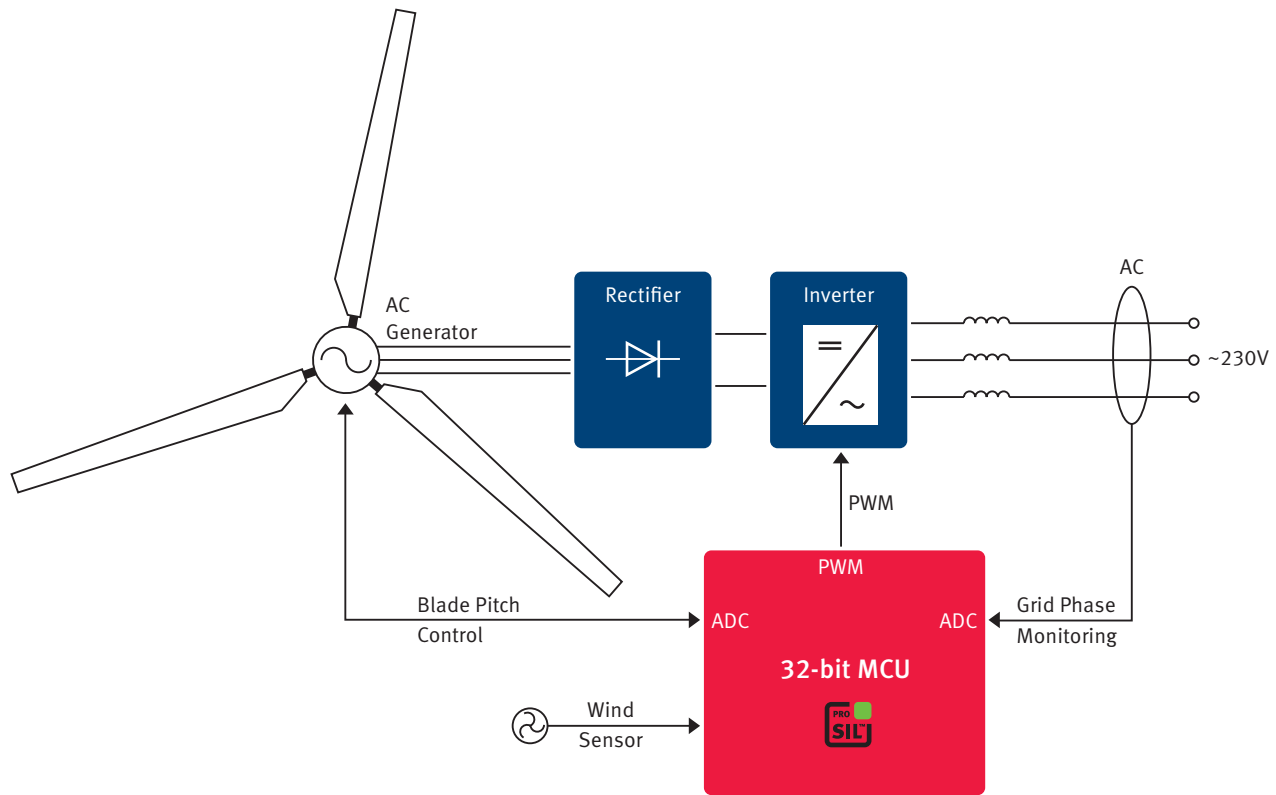 AC
Generator
Rectifier
Inverter
AC
~230V
PWM
PWM
Blade Pitch
Control
ADC
ADC
Grid Phase
Monitoring
32-bit MCU
PRO
SIL™
Wind
Sensor